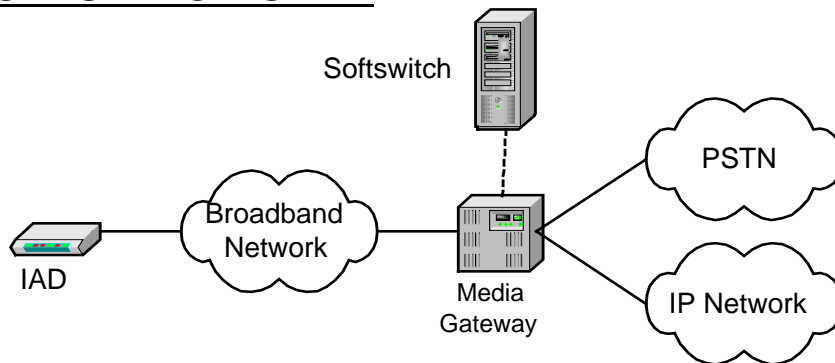 Softswitch
PSTN
Broadband
Network
IAD
Media
Gateway
IP Network